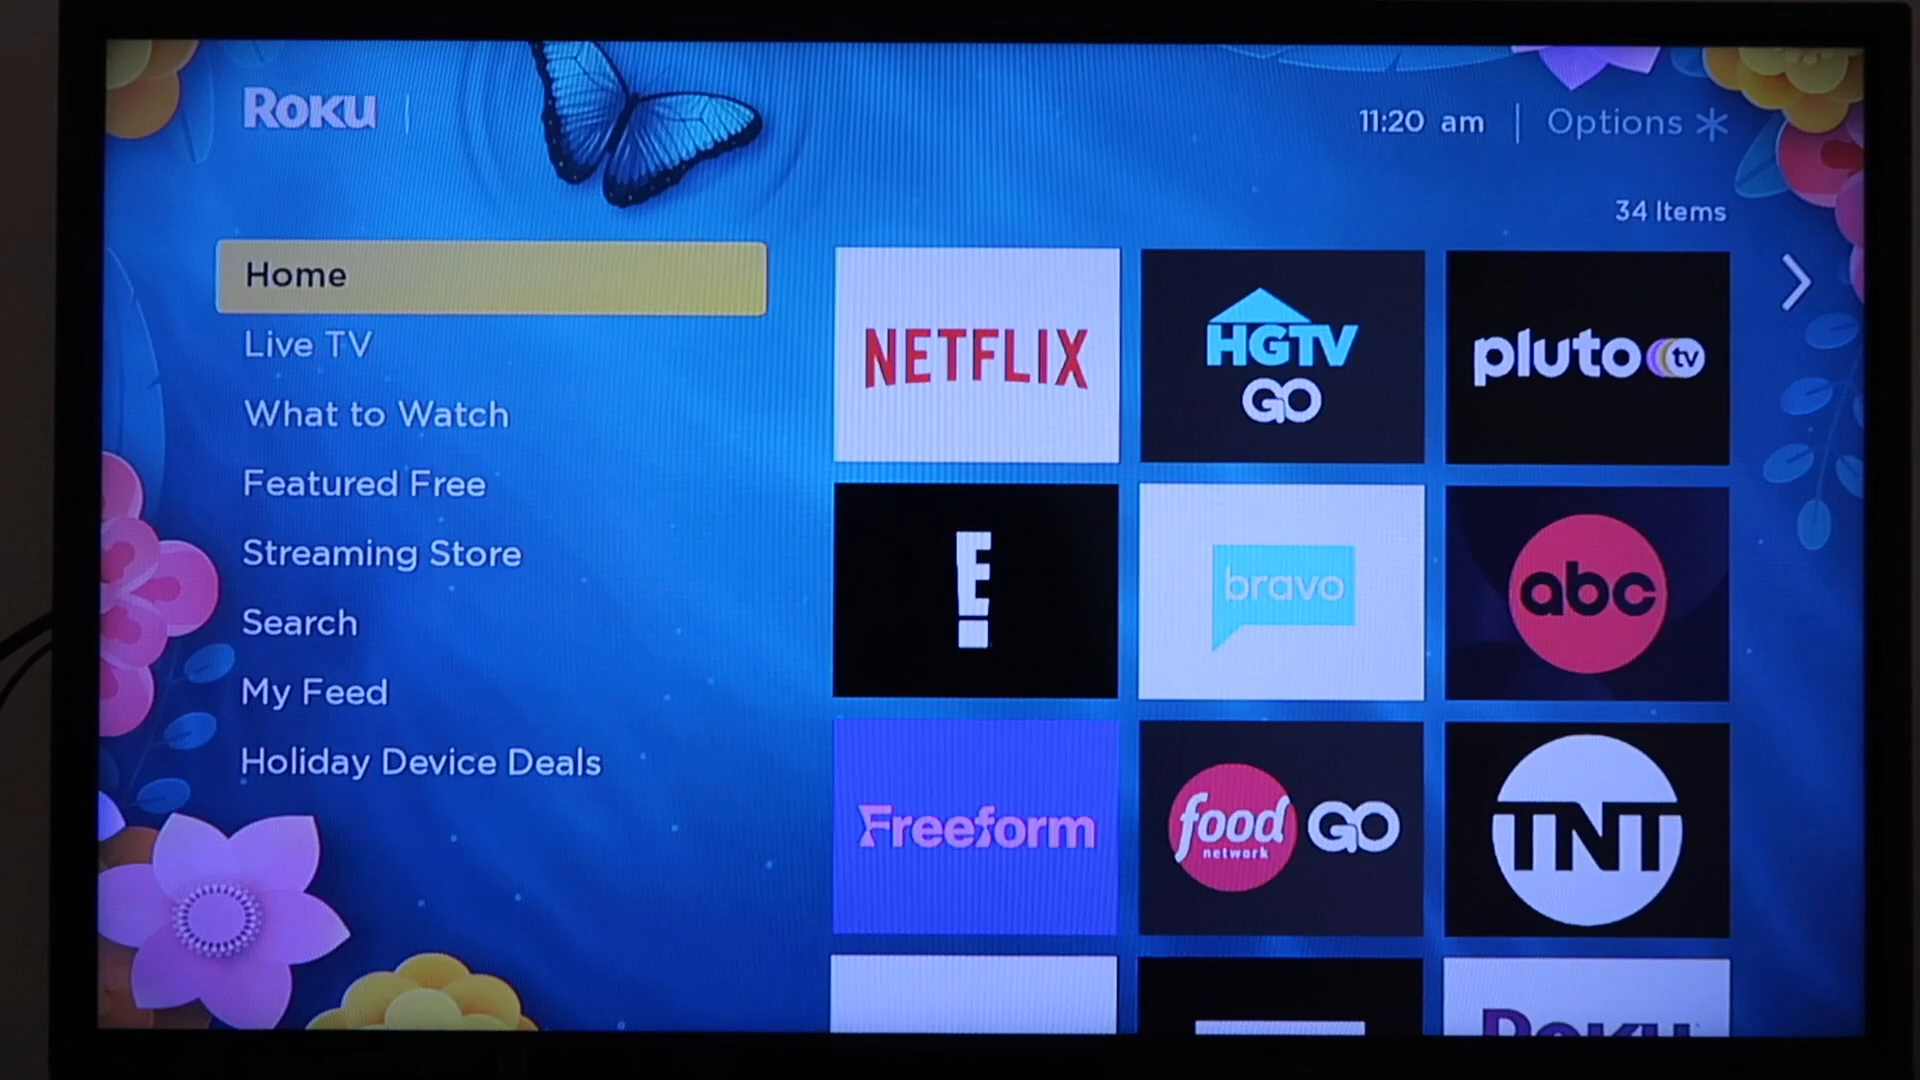 Roku
11:20 am | Options *
34 Items
Home
Live TV
What to Watch
Featured Free
Streaming Store
Search
My Feed
Holiday Device Deals
NETFLIX
HGTV
GO
pluto tv
E!
bravo
abc
Freeform
food
network
GO
TNT
Roku